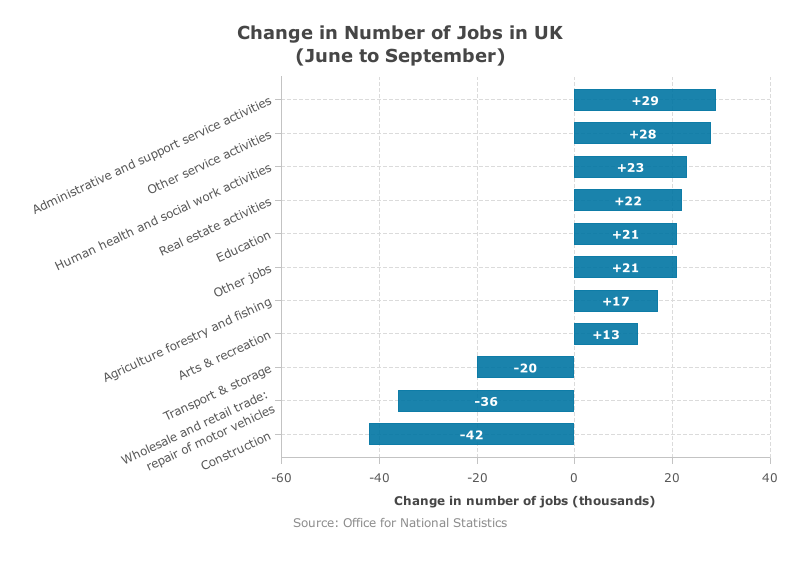 Change in Number of Jobs in UK
(June to September)
Administrative and support service activities
+29
Other service activities
+28
Human health and social work activities
+23
Real estate activities
+22
Education
+21
Other jobs
+21
Agriculture forestry and fishing
+17
Arts & recreation
+13
Transport & storage
-20
Wholesale and retail trade:
repair of motor vehicles
-36
Construction
-42
-60 -40 -20 0 20 40
Change in number of jobs (thousands)
Source: Office for National Statistics